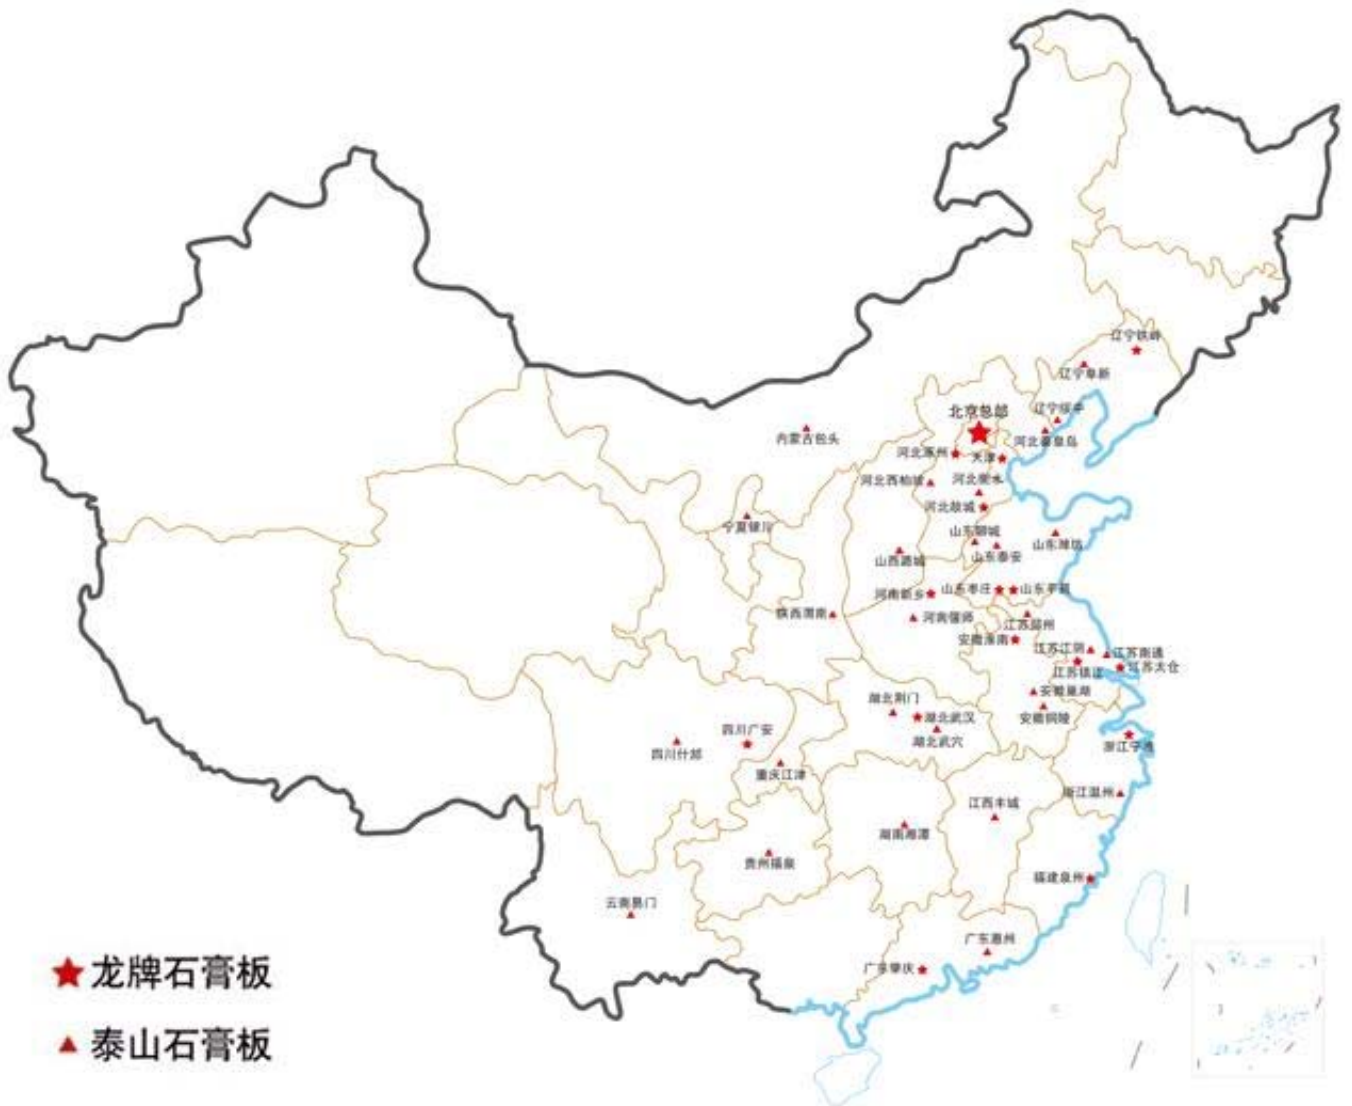 辽宁铁岭
辽宁阜新
北京总部
辽宁绥中
内蒙古包头
河北秦皇岛
河北涿州
天津
河北西柏坡
河北衡水
河北故城
宁夏银川
山东聊城
山东潍坊
山东泰安
山西潞城
河南新乡
山东枣庄
陕西渭南
河南偃师
江苏邳州
安徽淮南
江苏江阴
江苏南通
江苏镇江
江苏太仓
安徽巢湖
湖北荆门
安徽铜陵
湖北武汉
四川广安
湖北武穴
浙江宁波
四川什邡
重庆江津
浙江温州
江西丰城
湖南湘潭
贵州福泉
福建泉州
云南易门
广东惠州
广东肇庆
龙牌石膏板
泰山石膏板